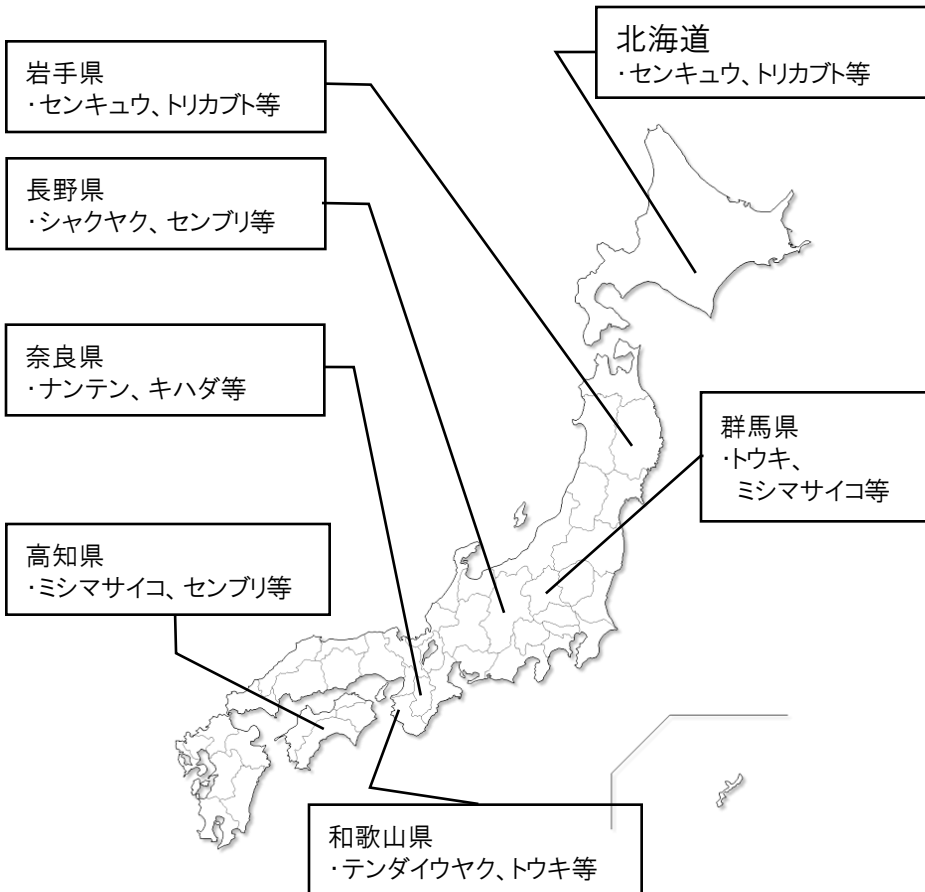 北海道
・センキュウ、トリカブト等
岩手県
・センキュウ、トリカブト等
長野県
・シャクヤク、センブリ等
奈良県
・ナンテン、キハダ等
群馬県
・トウキ、
ミシマサイコ等
高知県
・ミシマサイコ、センブリ等
和歌山県
・テンダイウヤク、トウキ等